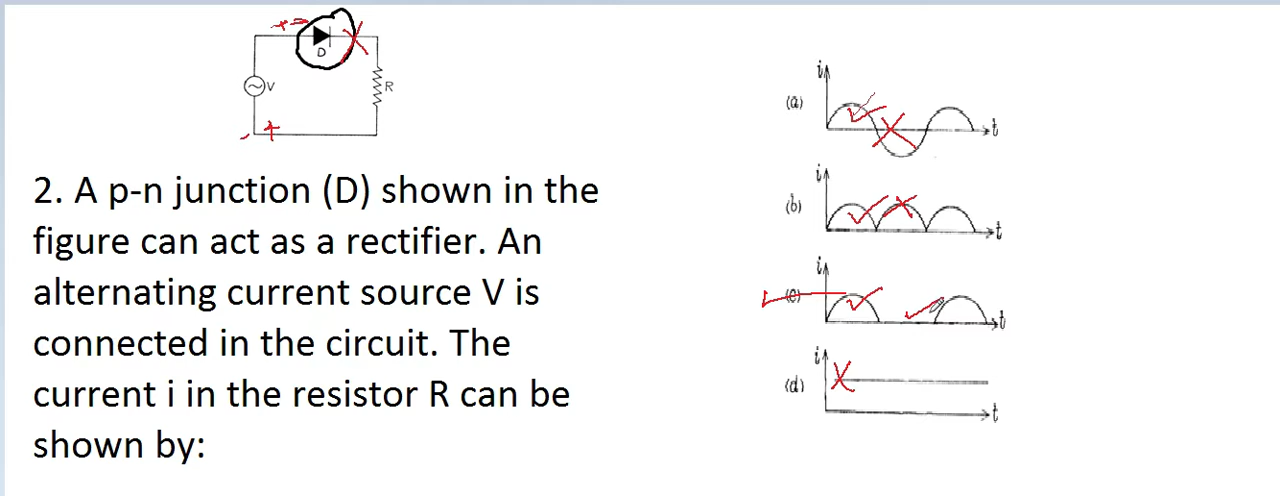 D
V
R
2. A p-n junction (D) shown in the
figure can act as a rectifier. An
alternating current source V is
connected in the circuit. The
current i in the resistor R can be
shown by:
i
(a)
t
i
(b)
t
i
(c)
t
i
(d)
t